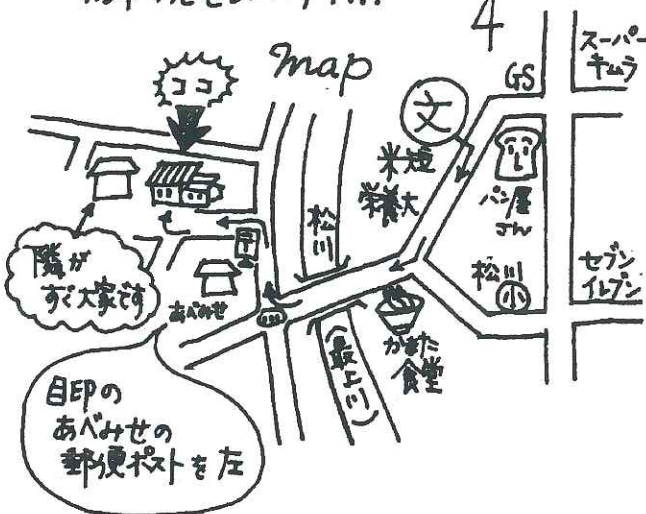 Map
4
スーパー
キムラ
GS
ココ
文
米短
栄養大
パン屋
さん
松川
松川
小
セブン
イレブン
隣が
すぐ大家です
あべみせ
かまた
食堂
(最上川)
目印の
あべみせの
郵便ポストを左